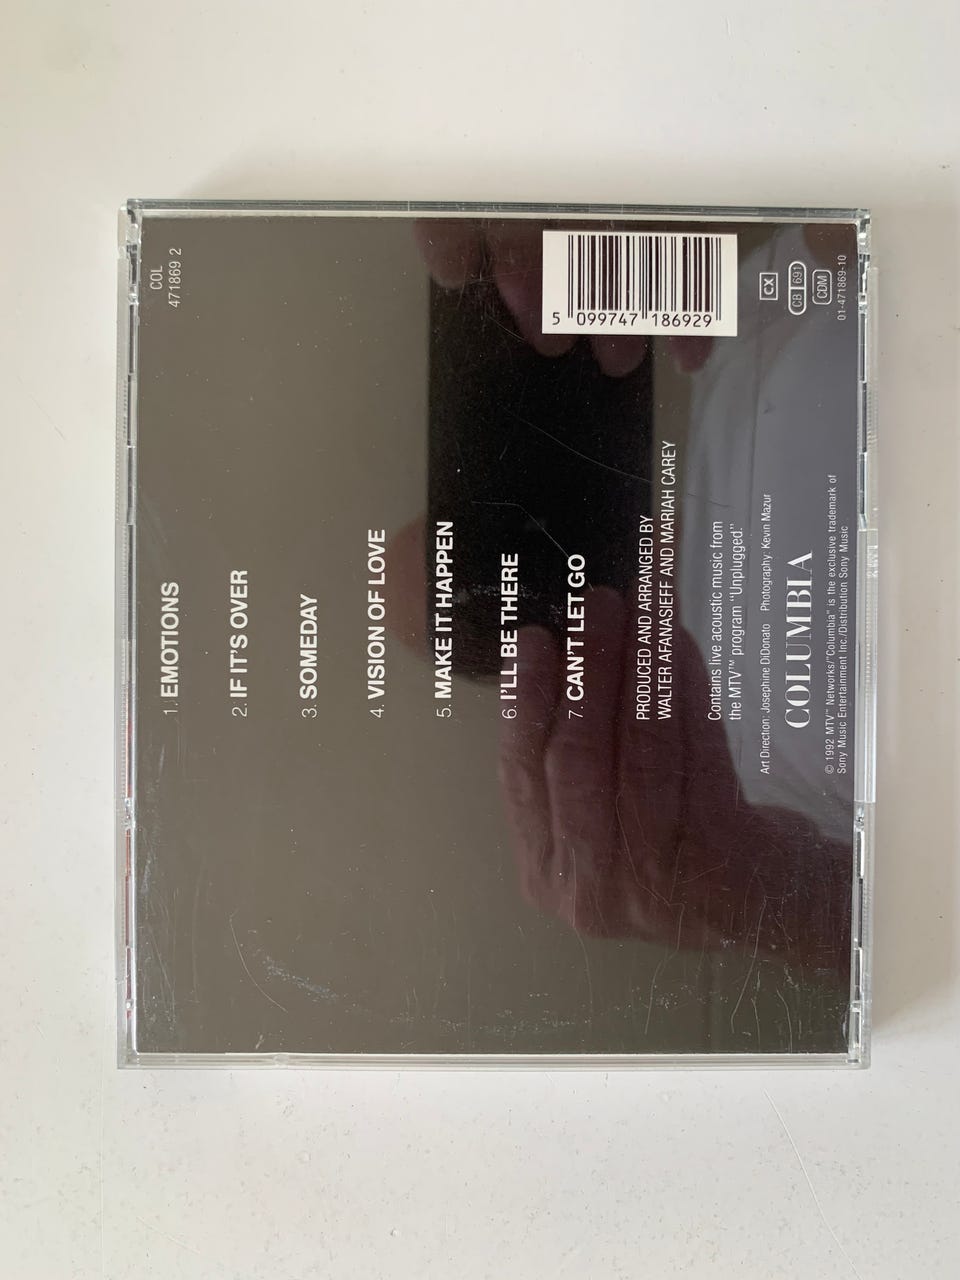 COL
471869 2
1. EMOTIONS
2. IF IT'S OVER
3. SOMEDAY
4. VISION OF LOVE
5. MAKE IT HAPPEN
6. I'LL BE THERE
7. CAN'T LET GO
5 099747 186929
PRODUCED AND ARRANGED BY
WALTER AFANASIEFF AND MARIAH CAREY
Contains live acoustic music from
the MTV™ program "Unplugged."
CX
CB 691
CDM
01-471869-10
Art Direction: Josephine DiDonato Photography: Kevin Mazur
COLUMBIA
© 1992 MTV™ Networks/"Columbia" is the exclusive trademark of
Sony Music Entertainment Inc./Distribution Sony Music